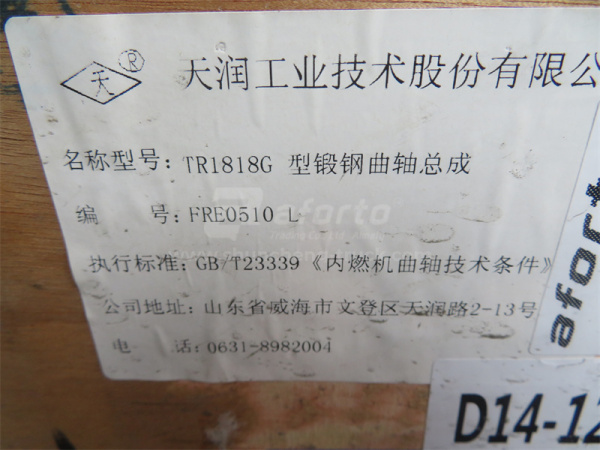 天 ®
天润工业技术股份有限公
名称型号: TR1818G 型锻钢曲轴总成
编 号: FRE0510 L
执行标准: GB/T23339《内燃机曲轴技术条件》
公司地址: 山东省威海市文登区天润路2-13号
电 话: 0631-8982004
aforto
afort
D14-12